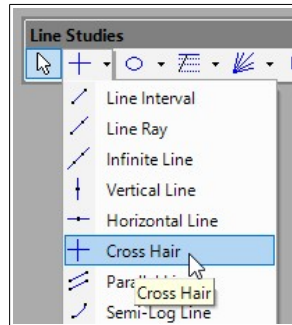 Line Studies
Line Interval
Line Ray
Infinite Line
Vertical Line
Horizontal Line
Cross Hair
Cross Hair
Semi-Log Line